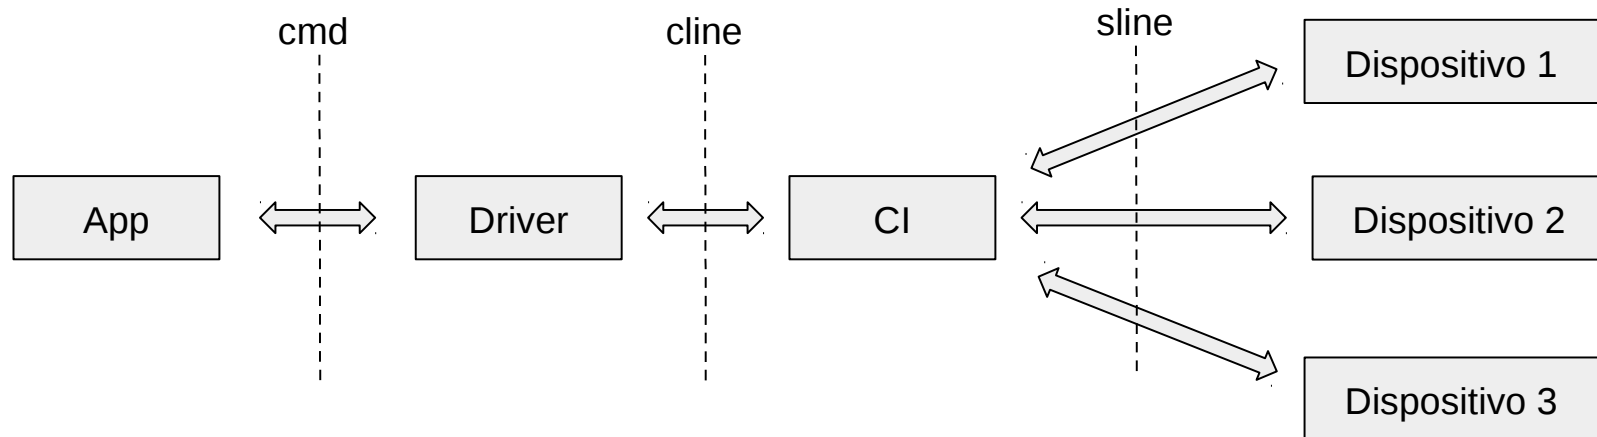 cmd
cline
sline
App
Driver
CI
Dispositivo 1
Dispositivo 2
Dispositivo 3